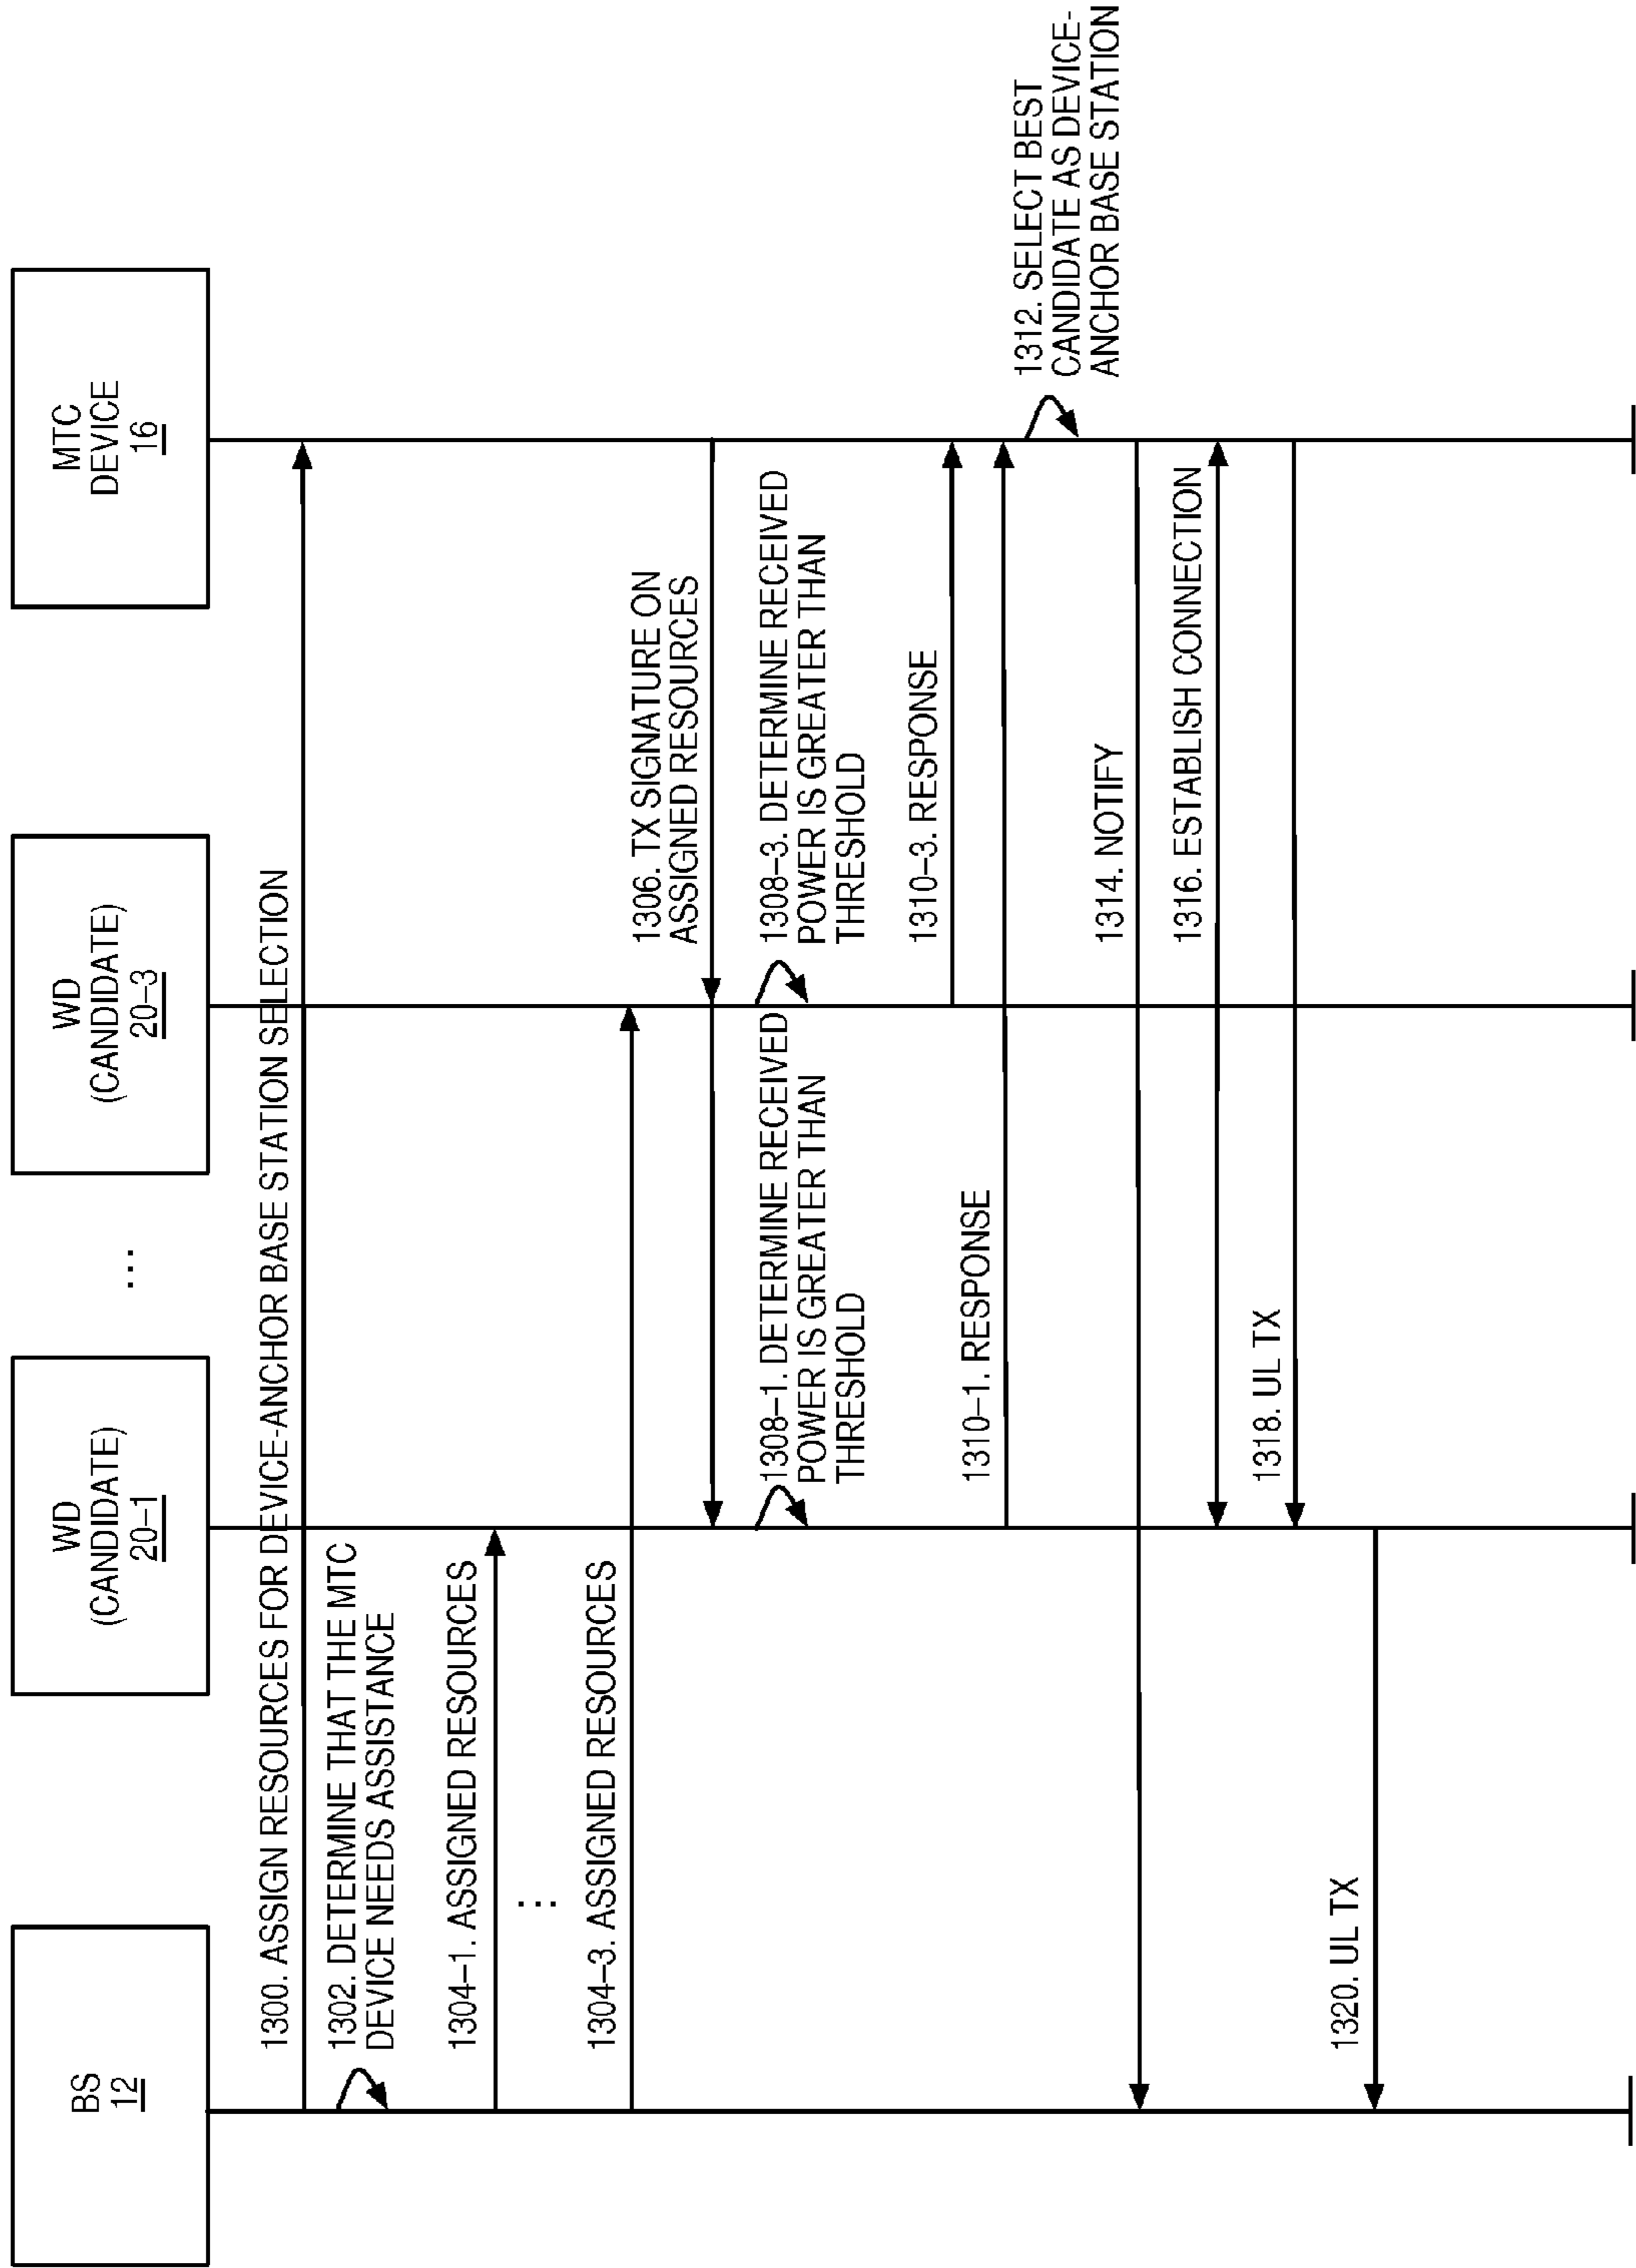 BS
12
WD
(CANDIDATE)
20-1
...
WD
(CANDIDATE)
20-3
MTC
DEVICE
16
1300. ASSIGN RESOURCES FOR DEVICE-ANCHOR BASE STATION SELECTION
1302. DETERMINE THAT THE MTC
DEVICE NEEDS ASSISTANCE
1304-1. ASSIGNED RESOURCES
...
1304-3. ASSIGNED RESOURCES
1306. TX SIGNATURE ON
ASSIGNED RESOURCES
1308-1. DETERMINE RECEIVED
POWER IS GREATER THAN
THRESHOLD
1308-3. DETERMINE RECEIVED
POWER IS GREATER THAN
THRESHOLD
1310-3. RESPONSE
1310-1. RESPONSE
1312. SELECT BEST
CANDIDATE AS DEVICE-
ANCHOR BASE STATION
1314. NOTIFY
1316. ESTABLISH CONNECTION
1318. UL TX
1320. UL TX